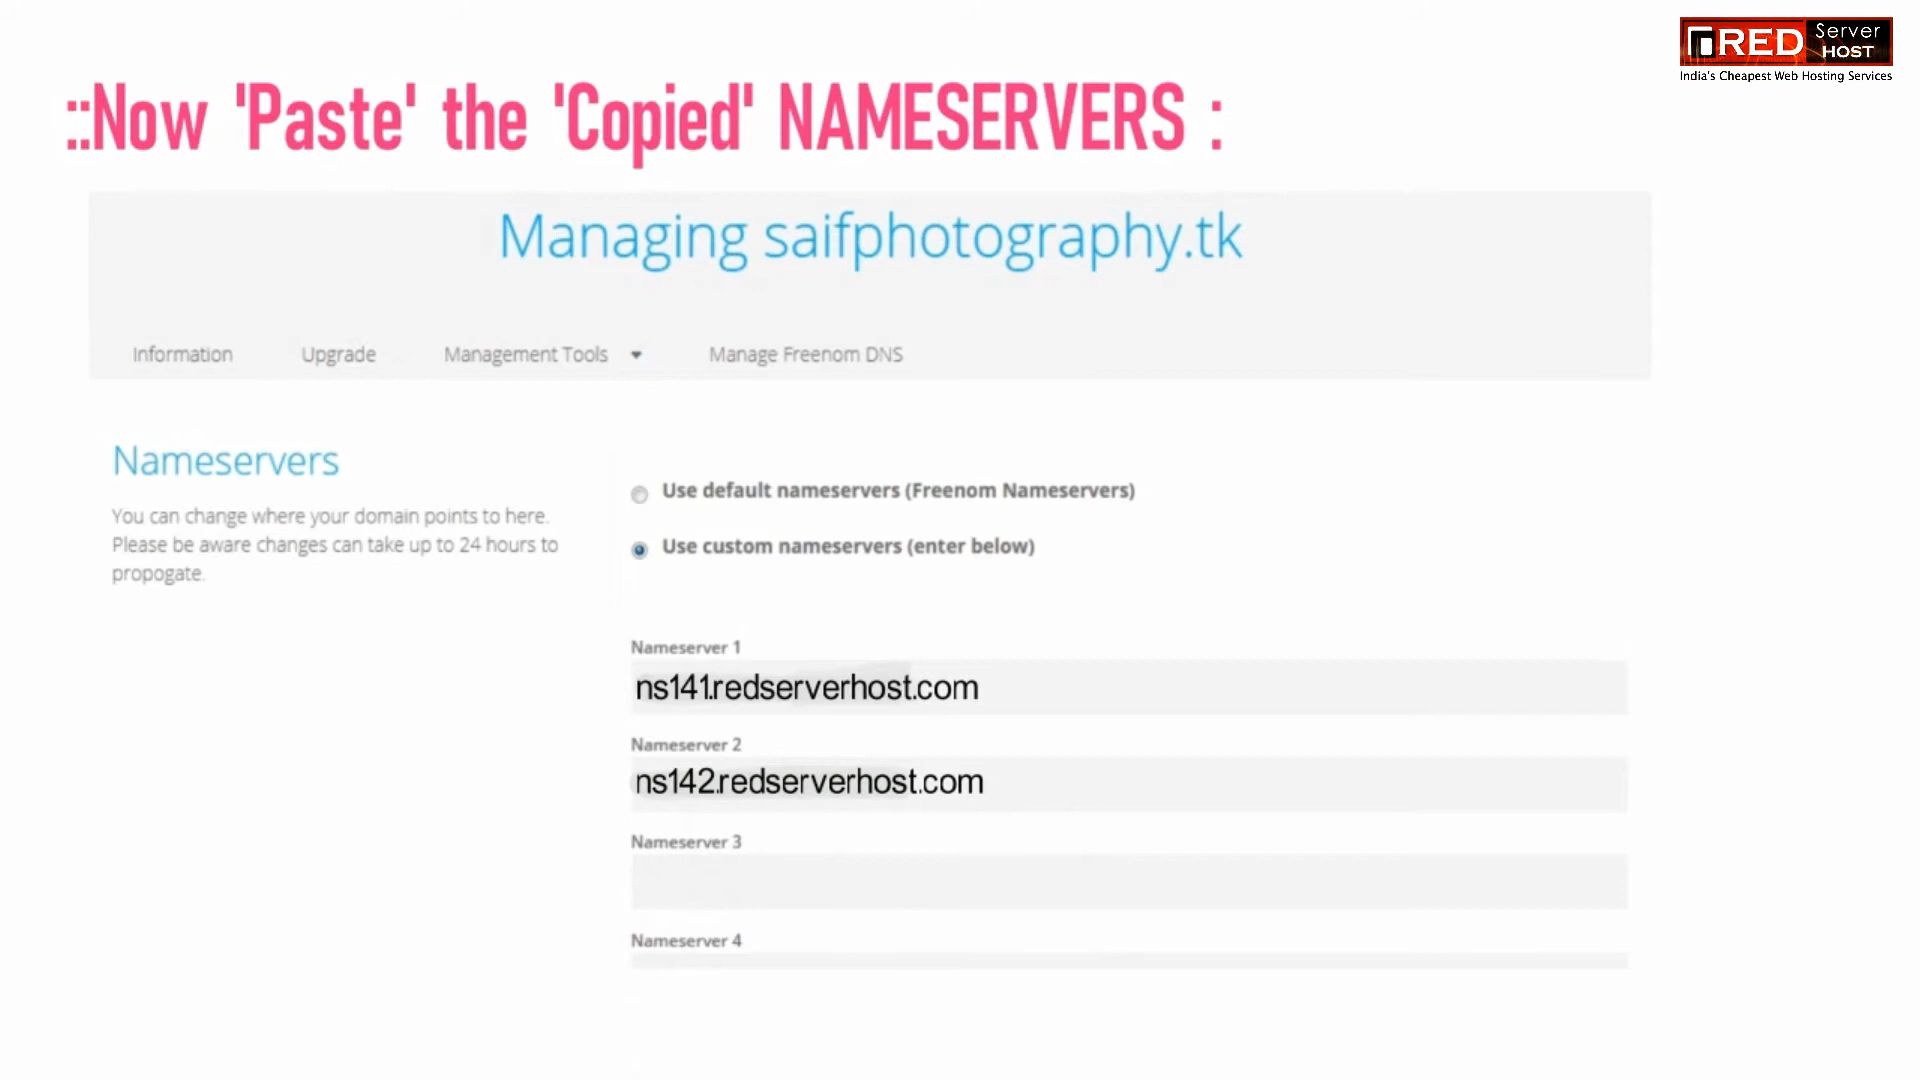 RED Server HOST
India's Cheapest Web Hosting Services
::Now 'Paste' the 'Copied' NAMESERVERS :
Managing saifphotography.tk
Information Upgrade Management Tools Manage Freenom DNS
Nameservers
You can change where your domain points to here.
Please be aware changes can take up to 24 hours to
propogate.
Use default nameservers (Freenom Nameservers)
Use custom nameservers (enter below)
Nameserver 1
ns141.redserverhost.com
Nameserver 2
ns142.redserverhost.com
Nameserver 3
Nameserver 4